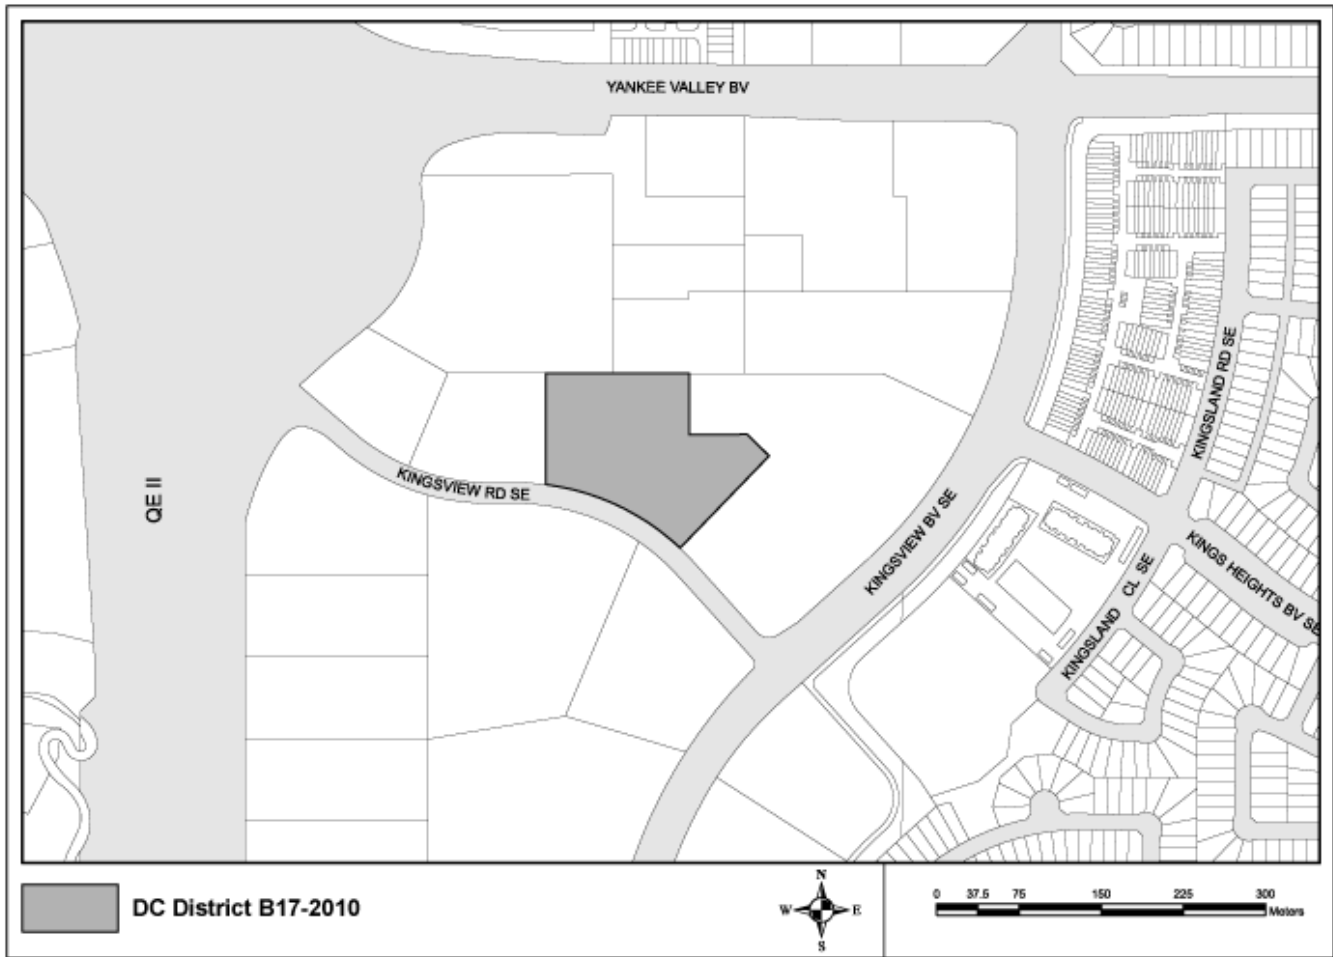 YANKEE VALLEY BV
KINGSLAND RD SE
KINGSVIEW RD SE
QE II
KINGSVIEW BV SE
KINGS HEIGHTS BV SE
KINGSLAND CL SE
DC District B17-2010
N
W E
S
0 37.5 75 150 225 300
Meters